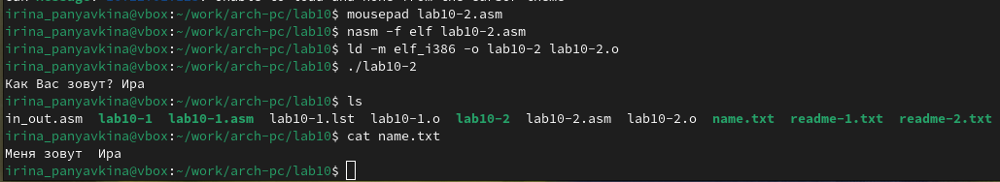 irina_panyavkina@vbox:~/work/arch-pc/lab10$ mousepad lab10-2.asm
irina_panyavkina@vbox:~/work/arch-pc/lab10$ nasm -f elf lab10-2.asm
irina_panyavkina@vbox:~/work/arch-pc/lab10$ ld -m elf_i386 -o lab10-2 lab10-2.o
irina_panyavkina@vbox:~/work/arch-pc/lab10$ ./lab10-2
Как Вас зовут? Ира
irina_panyavkina@vbox:~/work/arch-pc/lab10$ ls
in_out.asm  lab10-1  lab10-1.asm  lab10-1.lst  lab10-1.o  lab10-2  lab10-2.asm  lab10-2.o  name.txt  readme-1.txt  readme-2.txt
irina_panyavkina@vbox:~/work/arch-pc/lab10$ cat name.txt
Меня зовут  Ира
irina_panyavkina@vbox:~/work/arch-pc/lab10$